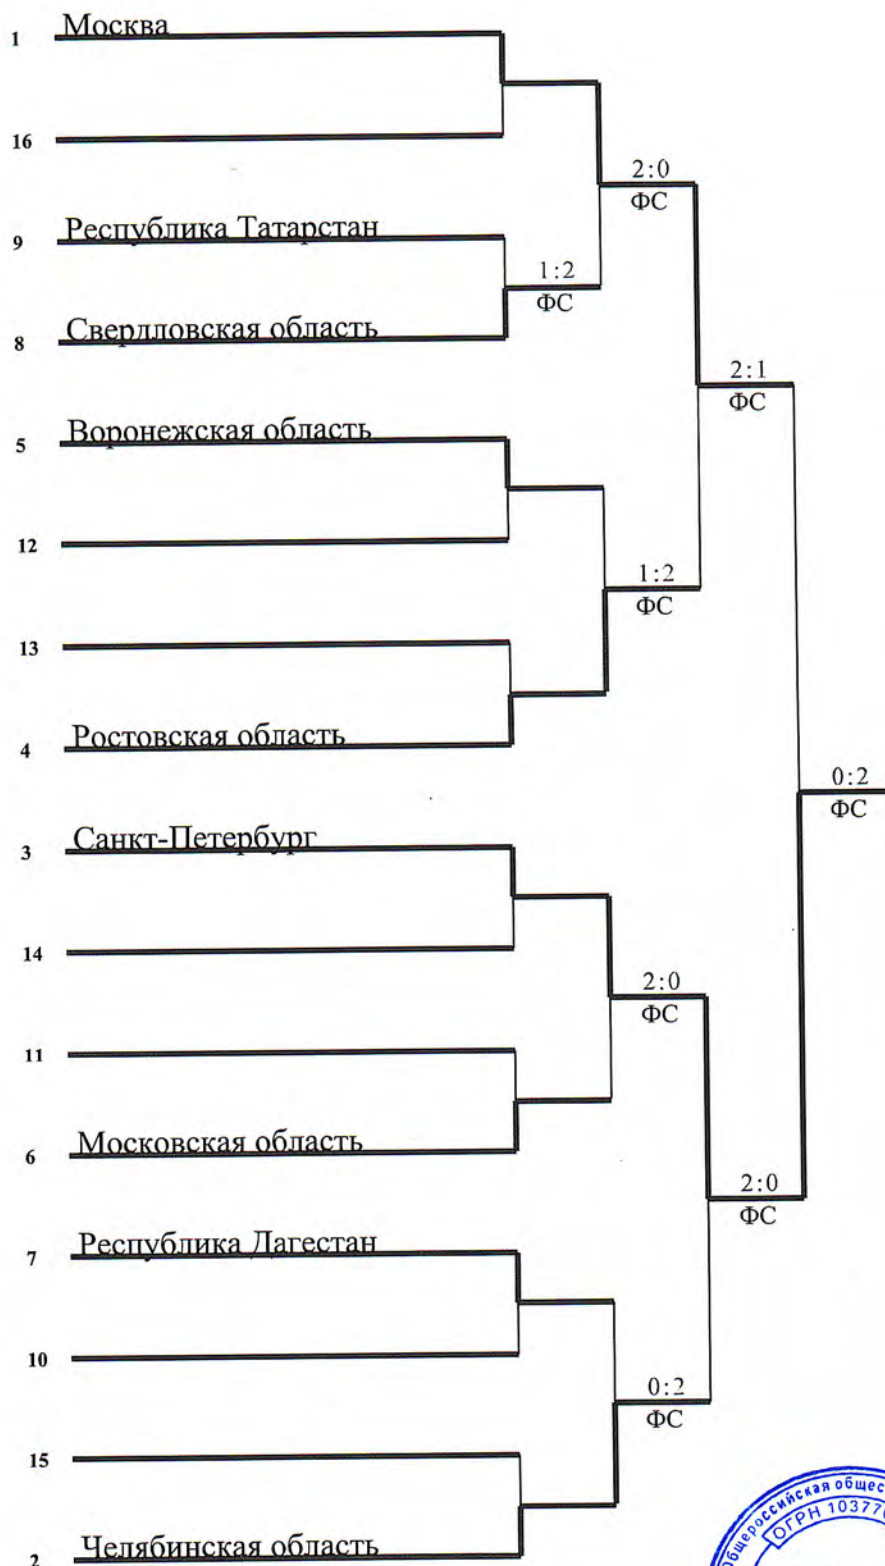 1 Москва
16
2:0
ФС
9 Республика Татарстан
1:2
ФС
8 Свердловская область
2:1
ФС
5 Воронежская область
12
1:2
ФС
13
4 Ростовская область
0:2
ФС
3 Санкт-Петербург
14
2:0
ФС
11
6 Московская область
2:0
ФС
7 Республика Дагестан
10
0:2
ФС
15
2 Челябинская область
Общероссийская
ОГРН 10377